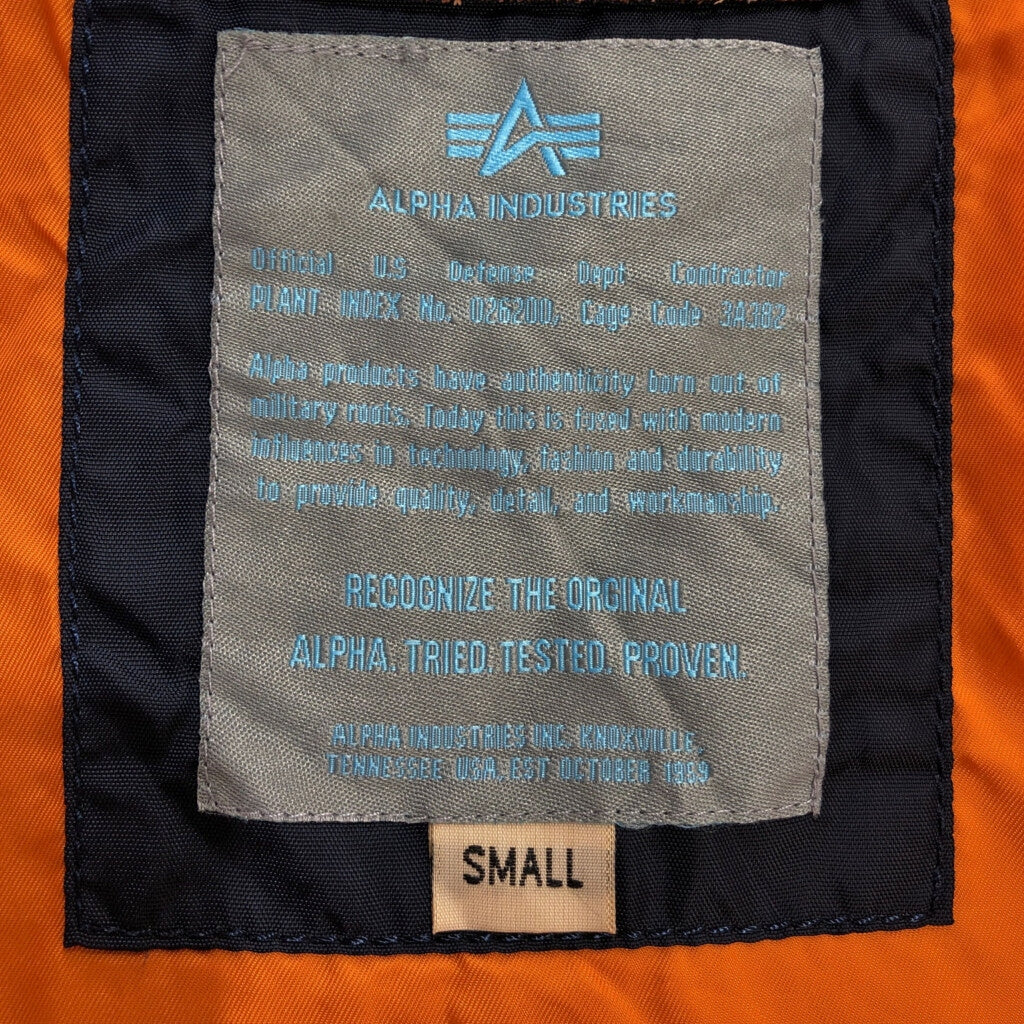 ALPHA INDUSTRIES
Official U.S Defense Dept Contractor
PLANT INDEX No. 02620D, Cage Code 3A382
Alpha products have authenticity born out of
military roots. Today this is fused with modern
influences in technology, fashion and durability
to provide quality, detail, and workmanship.
RECOGNIZE THE ORGINAL
ALPHA. TRIED. TESTED. PROVEN.
ALPHA INDUSTRIES INC. KNOXVILLE,
TENNESSEE USA. EST OCTOBER 1989
SMALL